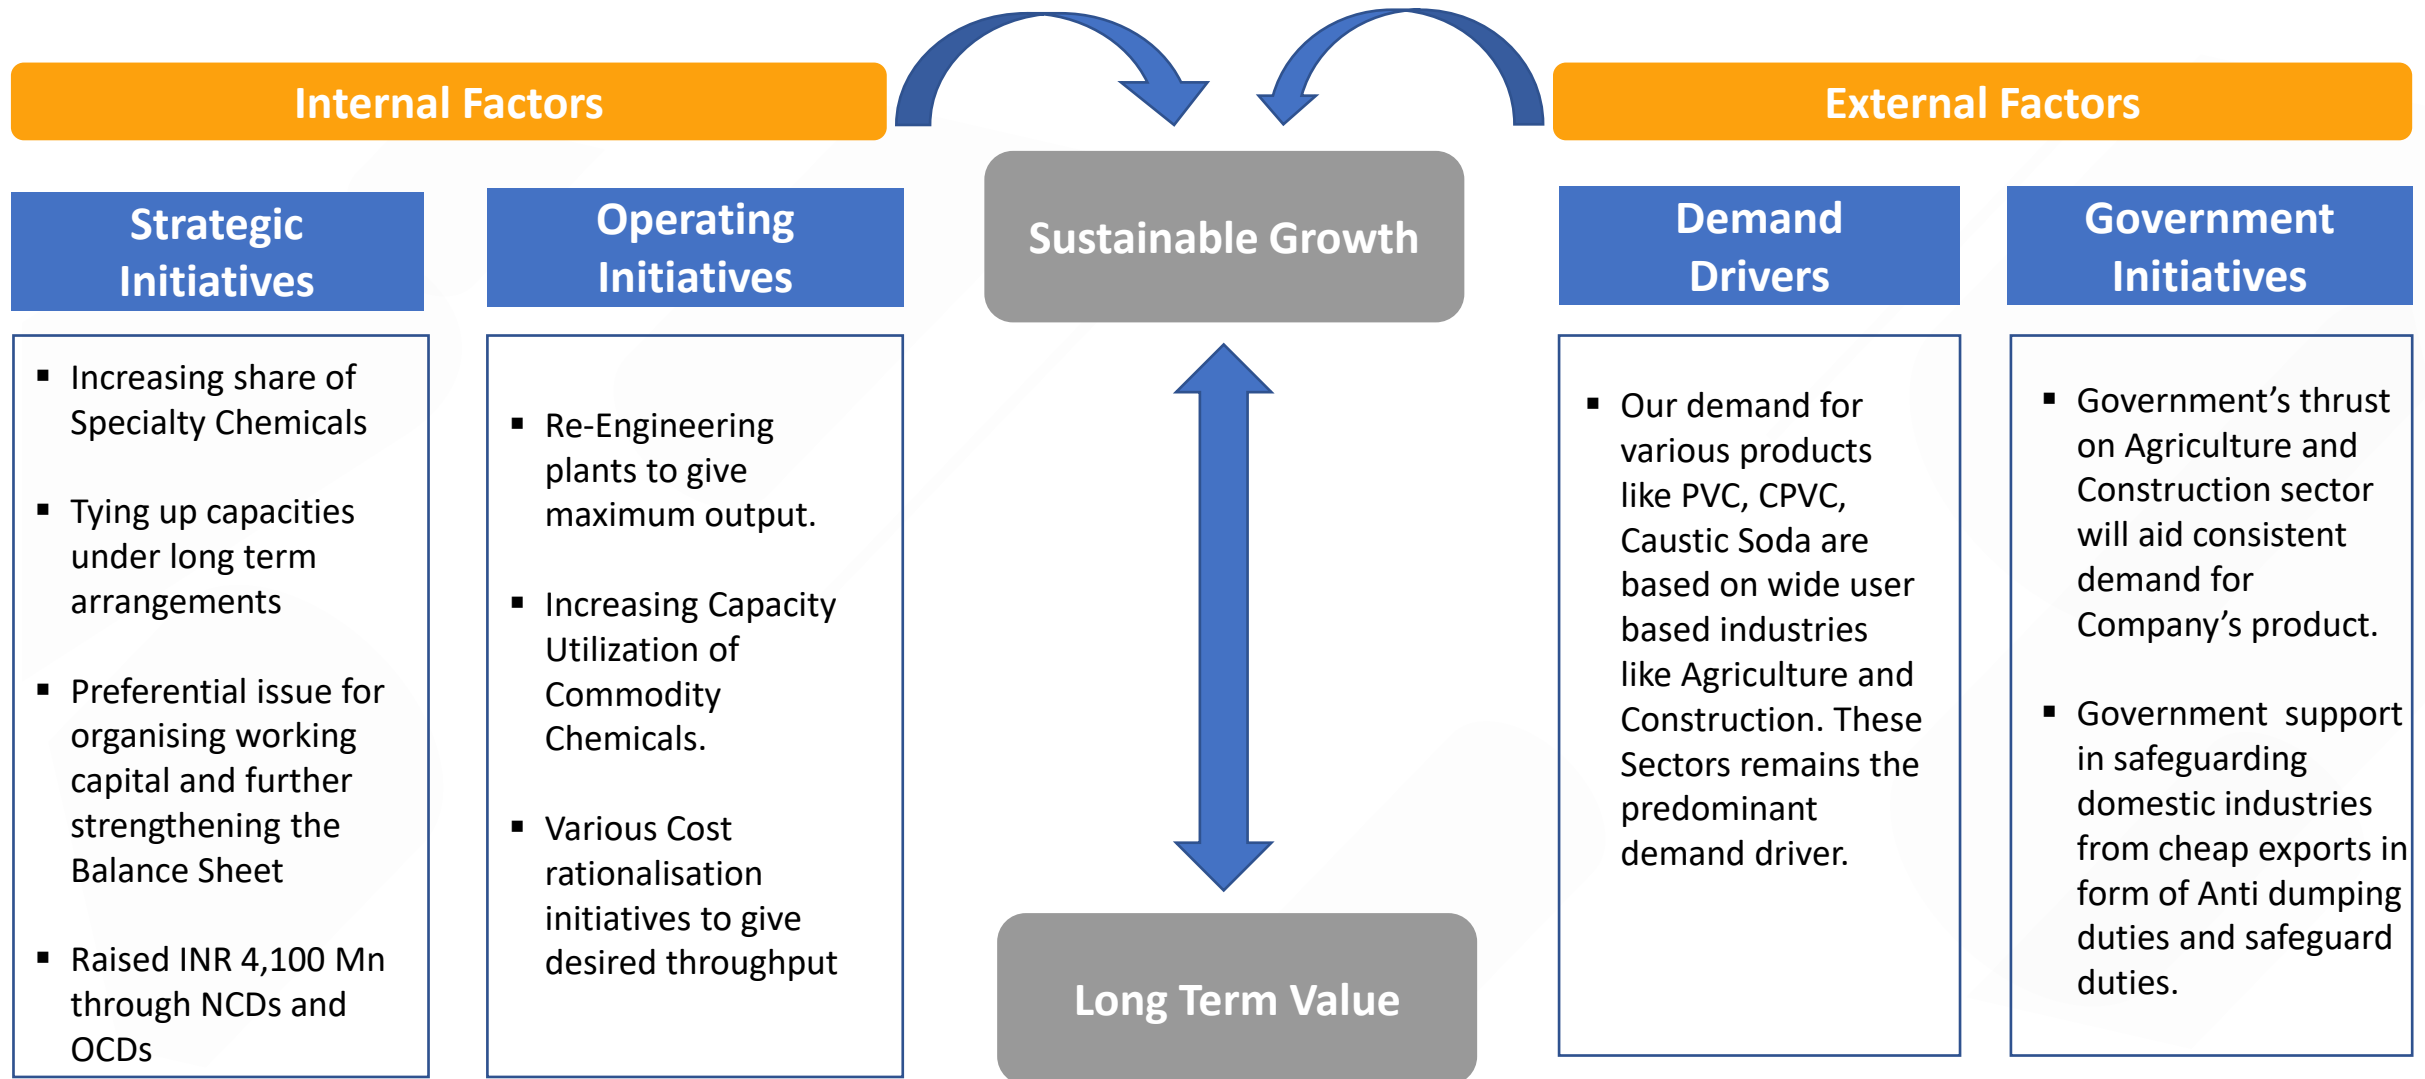 Internal Factors
Strategic
Initiatives
▪ Increasing share of
Specialty Chemicals
▪ Tying up capacities
under long term
arrangements
▪ Preferential issue for
organising working
capital and further
strengthening the
Balance Sheet
▪ Raised INR 4,100 Mn
through NCDs and
OCDs
Operating
Initiatives
▪ Re-Engineering
plants to give
maximum output.
▪ Increasing Capacity
Utilization of
Commodity
Chemicals.
▪ Various Cost
rationalisation
initiatives to give
desired throughput
Sustainable Growth
Long Term Value
External Factors
Demand
Drivers
▪ Our demand for
various products
like PVC, CPVC,
Caustic Soda are
based on wide user
based industries
like Agriculture and
Construction. These
Sectors remains the
predominant
demand driver.
Government
Initiatives
▪ Government’s thrust
on Agriculture and
Construction sector
will aid consistent
demand for
Company’s product.
▪ Government support
in safeguarding
domestic industries
from cheap exports in
form of Anti dumping
duties and safeguard
duties.